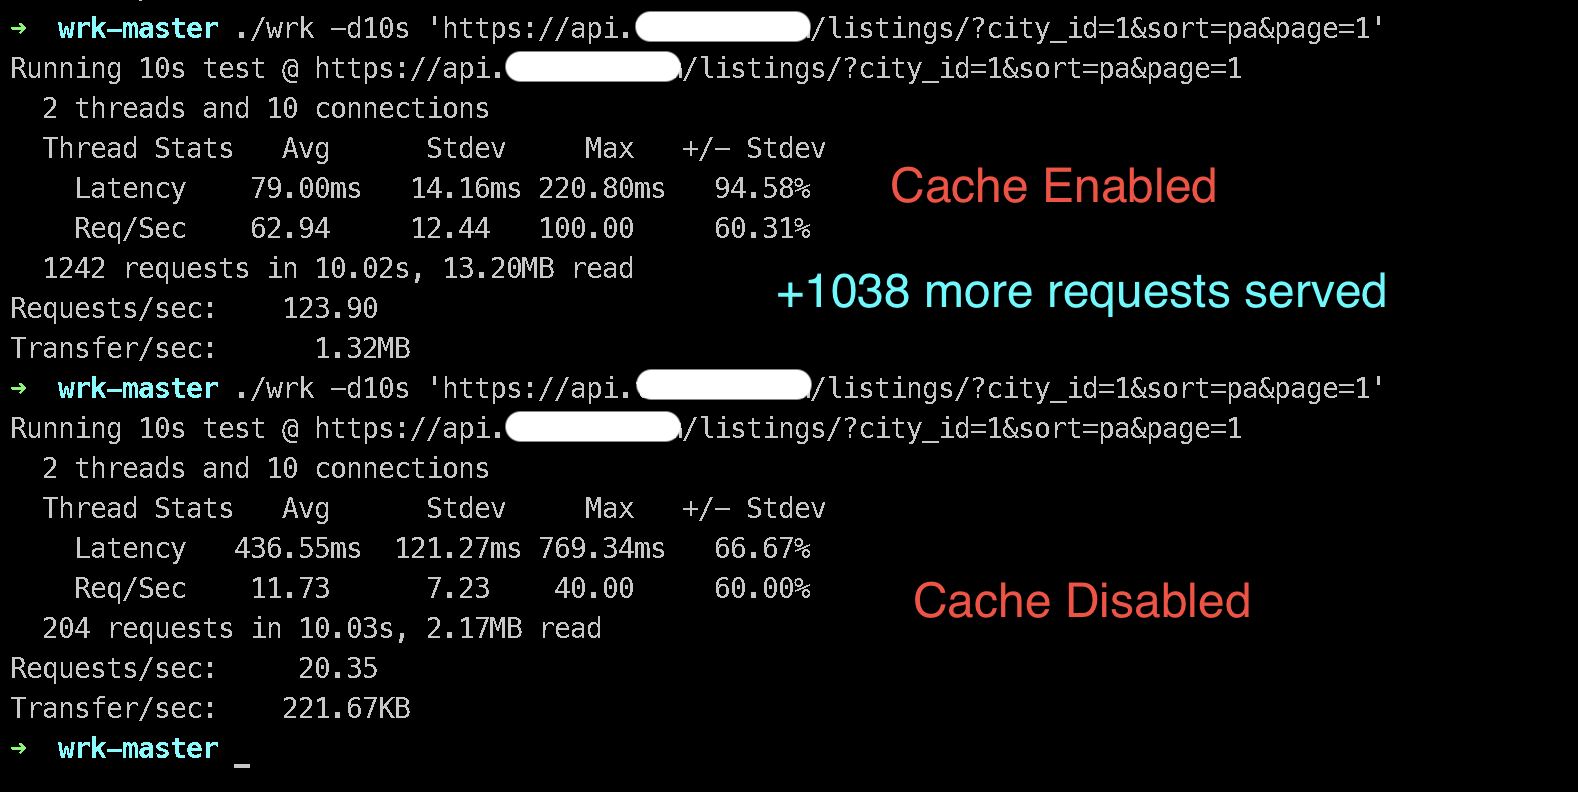 ➜  wrk-master ./wrk -d10s 'https://api./listings/?city_id=1&sort=pa&page=1'
Running 10s test @ https://api./listings/?city_id=1&sort=pa&page=1
  2 threads and 10 connections
  Thread Stats   Avg      Stdev     Max   +/- Stdev
    Latency    79.00ms   14.16ms 220.80ms   94.58%
Cache Enabled
    Req/Sec    62.94     12.44   100.00     60.31%
  1242 requests in 10.02s, 13.20MB read
+1038 more requests served
Requests/sec:    123.90
Transfer/sec:      1.32MB
➜  wrk-master ./wrk -d10s 'https://api./listings/?city_id=1&sort=pa&page=1'
Running 10s test @ https://api./listings/?city_id=1&sort=pa&page=1
  2 threads and 10 connections
  Thread Stats   Avg      Stdev     Max   +/- Stdev
    Latency   436.55ms  121.27ms 769.34ms   66.67%
    Req/Sec    11.73      7.23    40.00     60.00%
Cache Disabled
  204 requests in 10.03s, 2.17MB read
Requests/sec:     20.35
Transfer/sec:    221.67KB
➜  wrk-master _